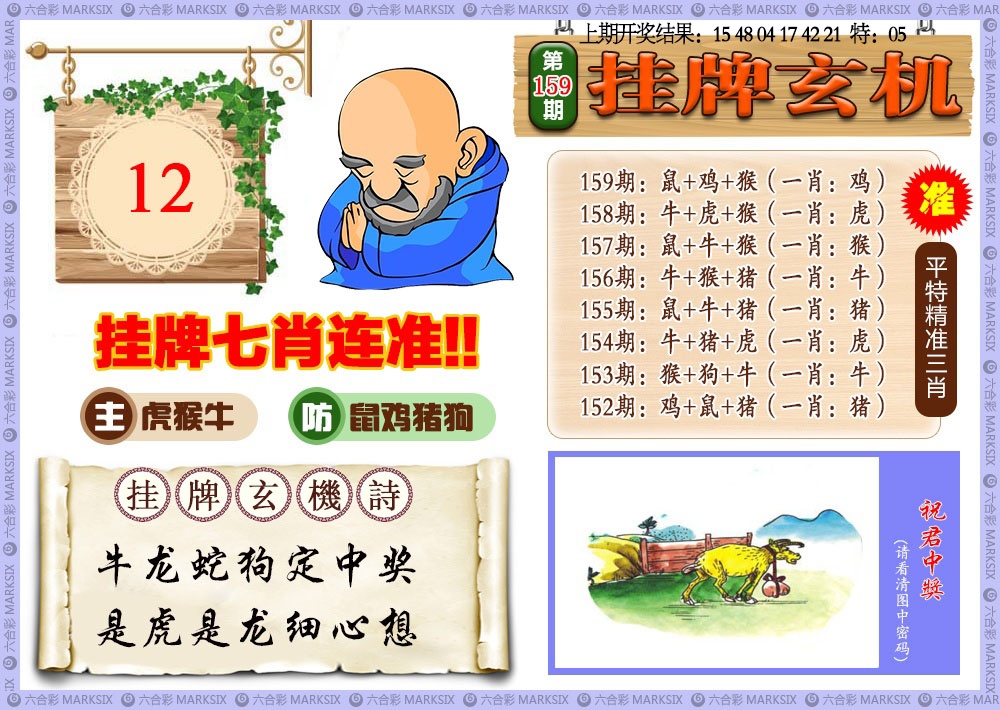 六合彩 MARKSIX
上期开奖结果：15 48 04 17 42 21 特：05
第159期
挂牌玄机
12
159期：鼠+鸡+猴（一肖：鸡）
158期：牛+虎+猴（一肖：虎）
157期：鼠+牛+猴（一肖：猴）
156期：牛+猴+猪（一肖：牛）
155期：鼠+牛+猪（一肖：猪）
154期：牛+猪+虎（一肖：虎）
153期：猴+狗+牛（一肖：牛）
152期：鸡+鼠+猪（一肖：猪）
准
平特精准三肖
挂牌七肖连准!!
主 虎猴牛
防 鼠鸡猪狗
挂牌玄機詩
牛龙蛇狗定中奖
是虎是龙细心想
祝君中獎
（请看清图中密码）